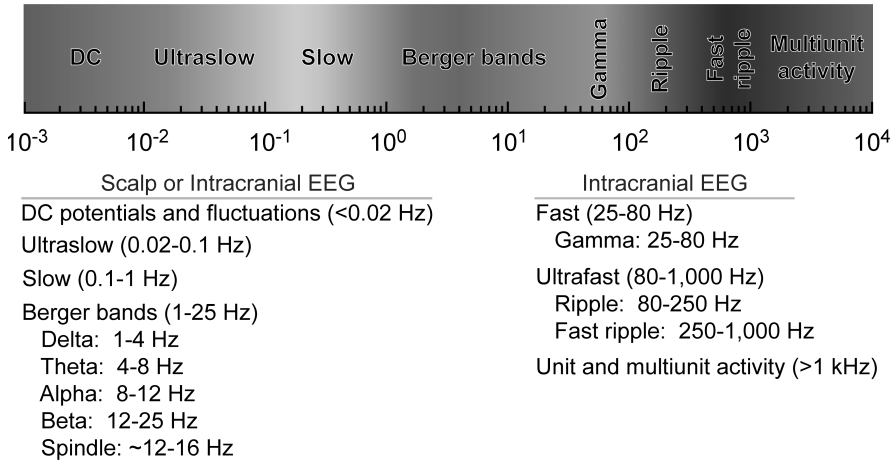 DC Ultraslow Slow Berger bands Gamma Ripple Fast ripple Multiunit activity
10⁻³ 10⁻² 10⁻¹ 10⁰ 10¹ 10² 10³ 10⁴
Scalp or Intracranial EEG
DC potentials and fluctuations (<0.02 Hz)
Ultraslow (0.02-0.1 Hz)
Slow (0.1-1 Hz)
Berger bands (1-25 Hz)
Delta: 1-4 Hz
Theta: 4-8 Hz
Alpha: 8-12 Hz
Beta: 12-25 Hz
Spindle: ~12-16 Hz
Intracranial EEG
Fast (25-80 Hz)
Gamma: 25-80 Hz
Ultrafast (80-1,000 Hz)
Ripple: 80-250 Hz
Fast ripple: 250-1,000 Hz
Unit and multiunit activity (>1 kHz)